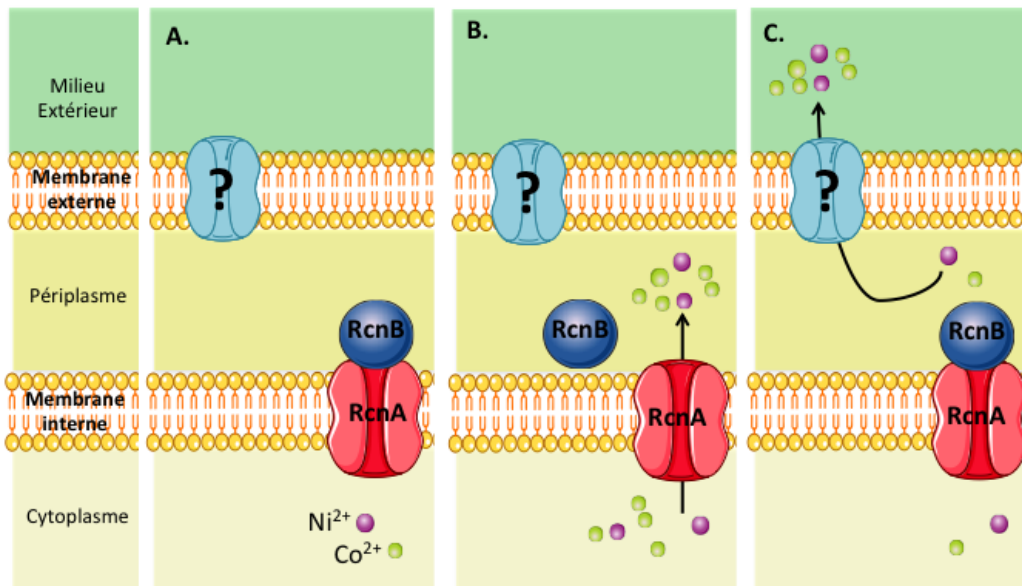 A.
B.
C.
Milieu
Extérieur
Membrane
externe
?
?
?
Périplasme
RcnB
RcnB
RcnB
Membrane
interne
RcnA
RcnA
RcnA
Cytoplasme
Ni²⁺
Co²⁺